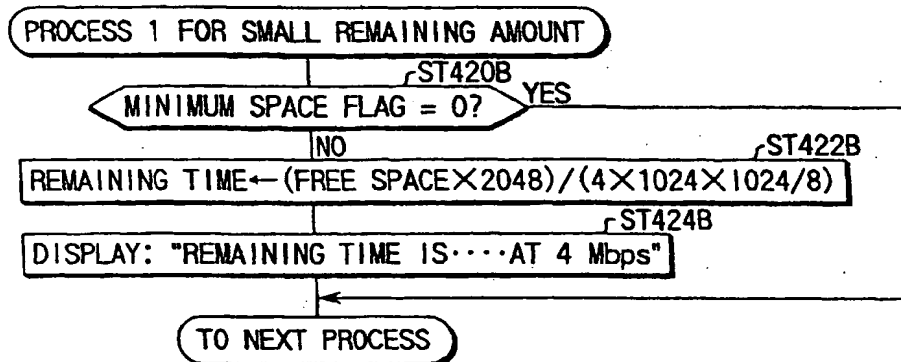 PROCESS 1 FOR SMALL REMAINING AMOUNT
ST420B
MINIMUM SPACE FLAG = 0?
YES
NO
ST422B
REMAINING TIME←(FREE SPACE×2048)/(4×1024×1024/8)
ST424B
DISPLAY: "REMAINING TIME IS····AT 4 Mbps"
TO NEXT PROCESS